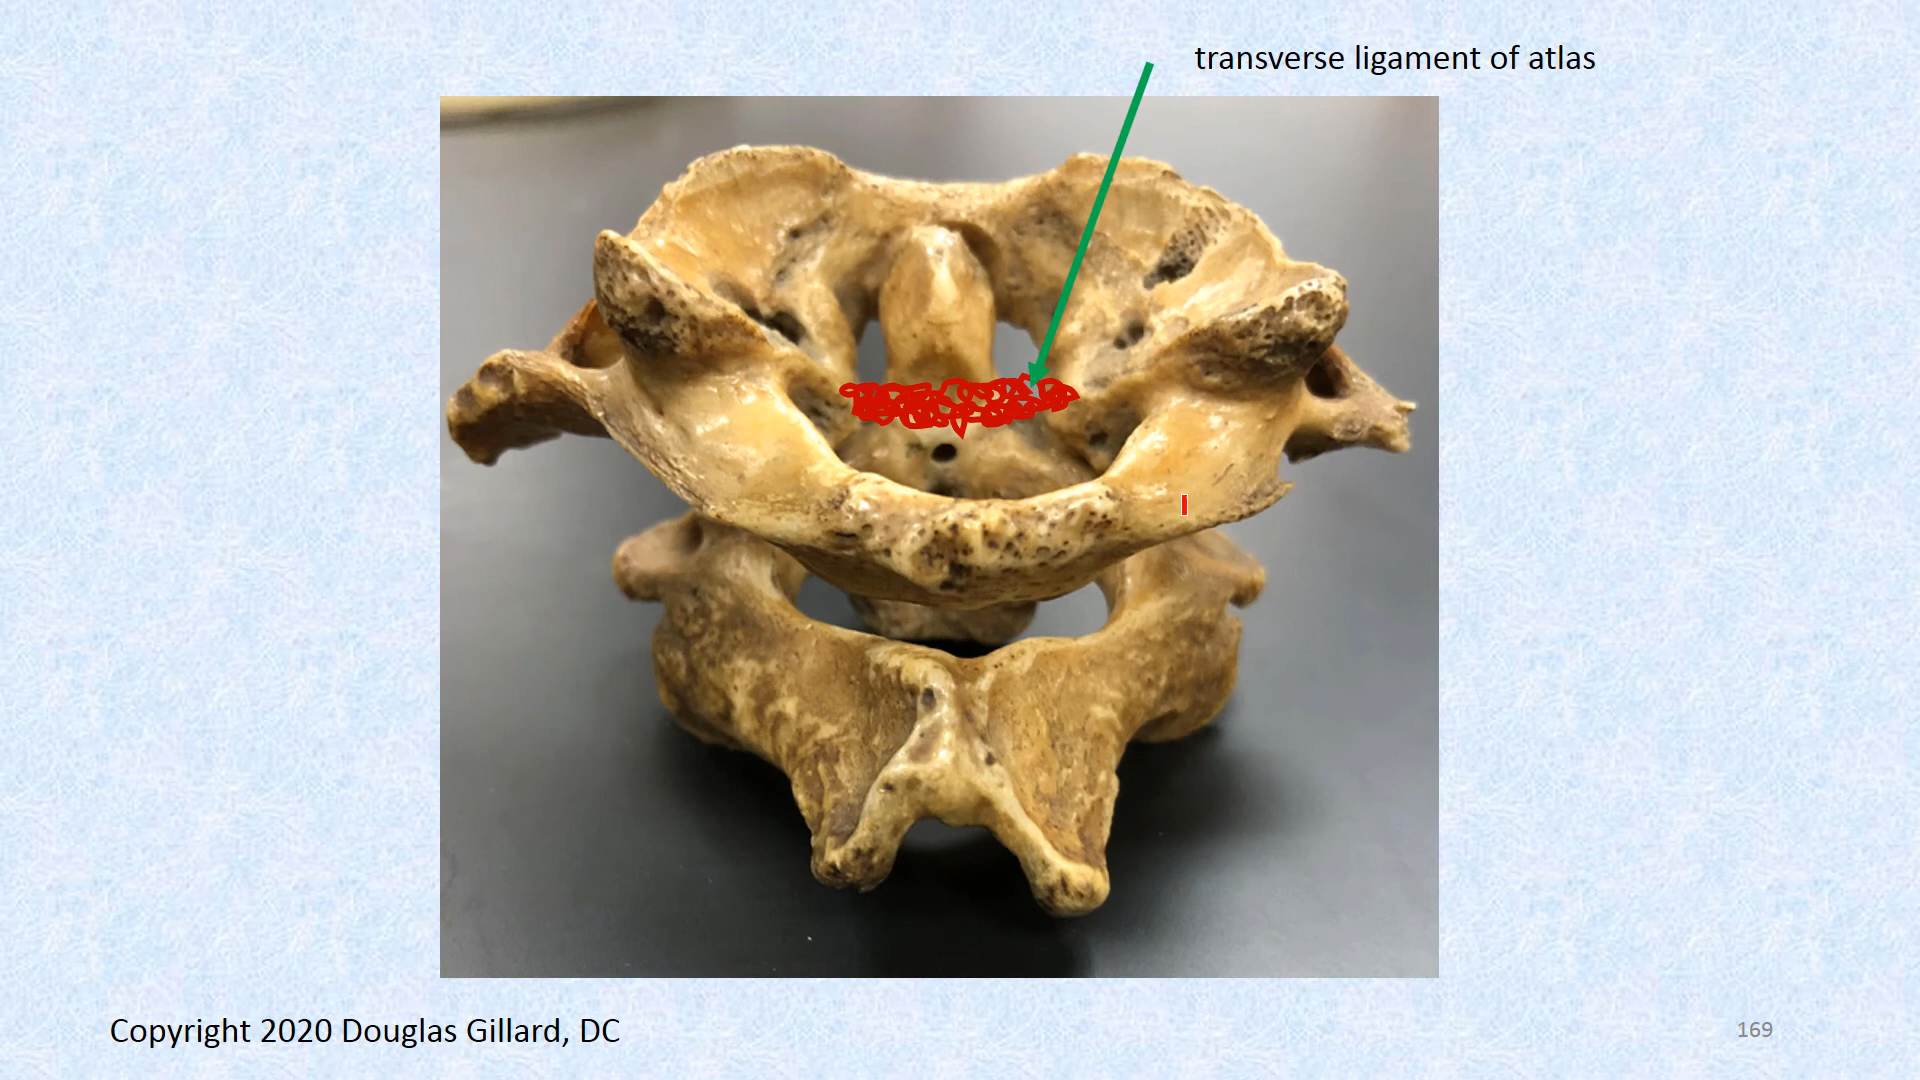 transverse ligament of atlas
Copyright 2020 Douglas Gillard, DC
169